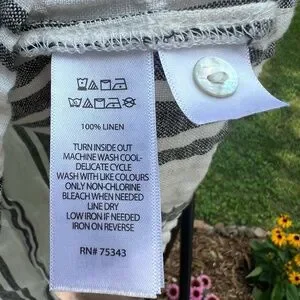 100% LINEN
TURN INSIDE OUT
MACHINE WASH COOL-
DELICATE CYCLE
WASH WITH LIKE COLOURS
ONLY NON-CHLORINE
BLEACH WHEN NEEDED
LINE DRY
LOW IRON IF NEEDED
IRON ON REVERSE
RN# 75343